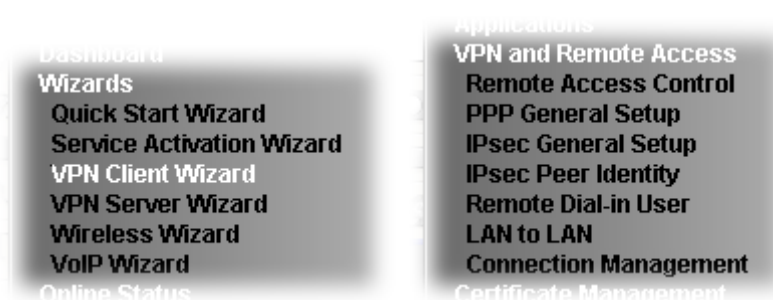 Dashboard
Wizards
Quick Start Wizard
Service Activation Wizard
VPN Client Wizard
VPN Server Wizard
Wireless Wizard
VoIP Wizard
Online Status
Applications
VPN and Remote Access
Remote Access Control
PPP General Setup
IPsec General Setup
IPsec Peer Identity
Remote Dial-in User
LAN to LAN
Connection Management
Certificate Management